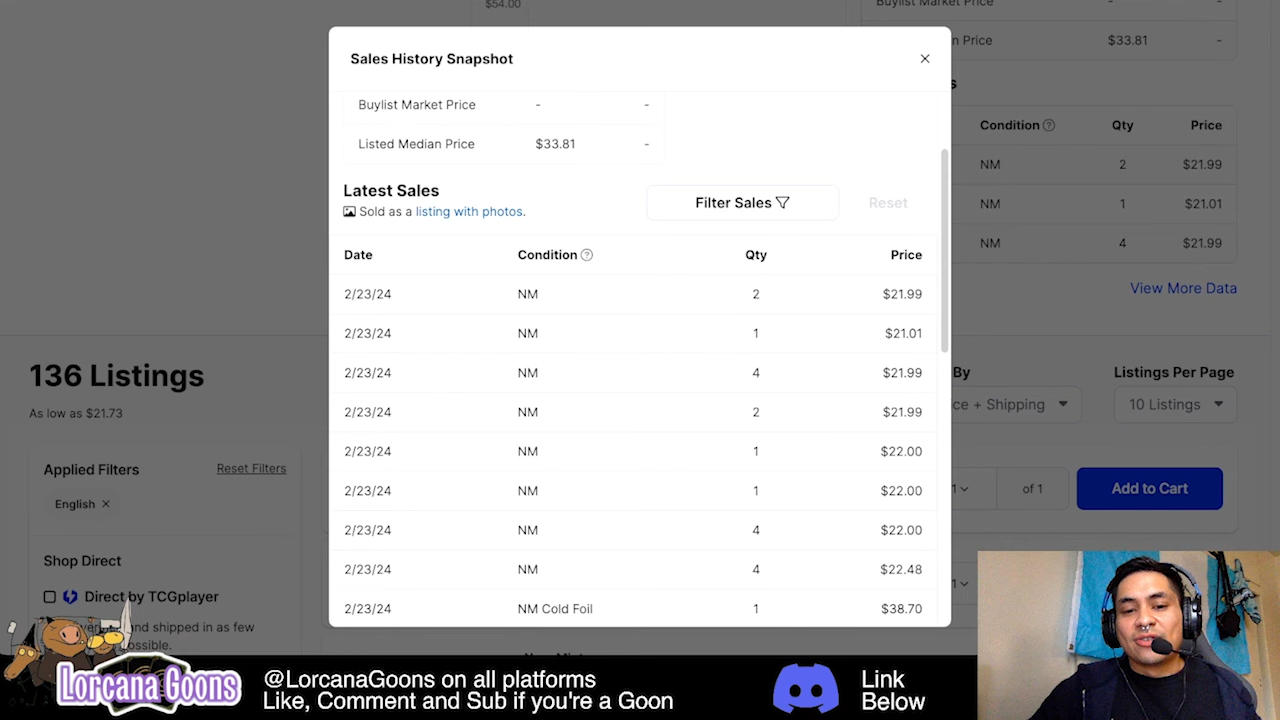 $54.00
Buylist Market Price - -
n Price $33.81 -
s
Sales History Snapshot
Buylist Market Price - -
Listed Median Price $33.81 -
Latest Sales
Sold as a listing with photos.
Filter Sales
Reset
Date Condition Qty Price
2/23/24 NM 2 $21.99
2/23/24 NM 1 $21.01
2/23/24 NM 4 $21.99
2/23/24 NM 2 $21.99
2/23/24 NM 1 $22.00
2/23/24 NM 1 $22.00
2/23/24 NM 4 $22.00
2/23/24 NM 4 $22.48
2/23/24 NM Cold Foil 1 $38.70
Condition Qty Price
NM 2 $21.99
NM 1 $21.01
NM 4 $21.99
View More Data
136 Listings
As low as $21.73
By
Listings Per Page
ce + Shipping
10 Listings
Applied Filters
Reset Filters
English
1 of 1
Add to Cart
Shop Direct
Direct by TCGplayer
nd shipped in as few
1
Lorcana Goons
@LorcanaGoons on all platforms
Like, Comment and Sub if you're a Goon
Link
Below